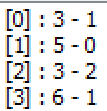 [0] : 3 - 1
[1] : 5 - 0
[2] : 3 - 2
[3] : 6 - 1